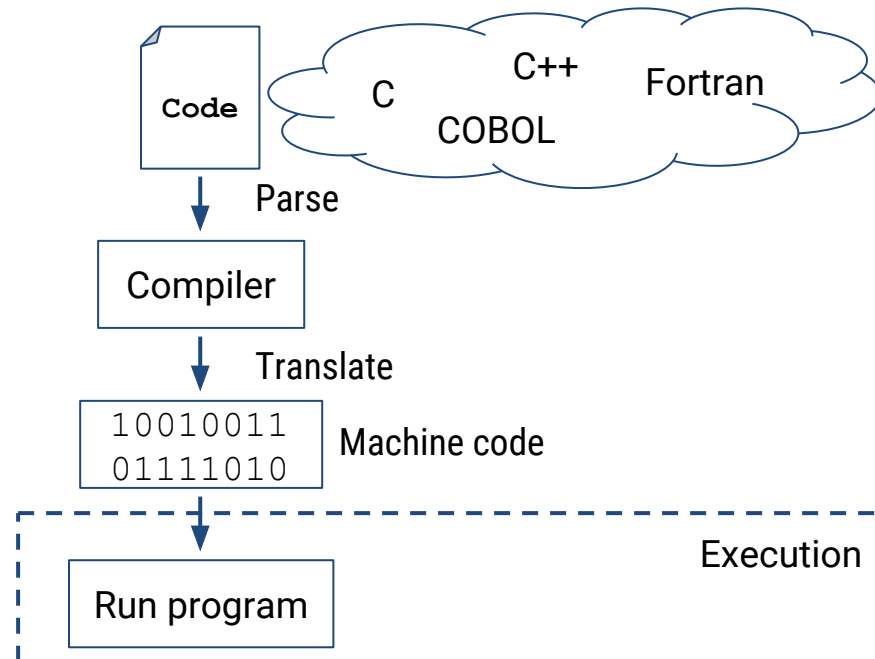 C++
Fortran
C
Code
COBOL
Parse
Compiler
Translate
10010011
01111010
Machine code
Execution
Run program